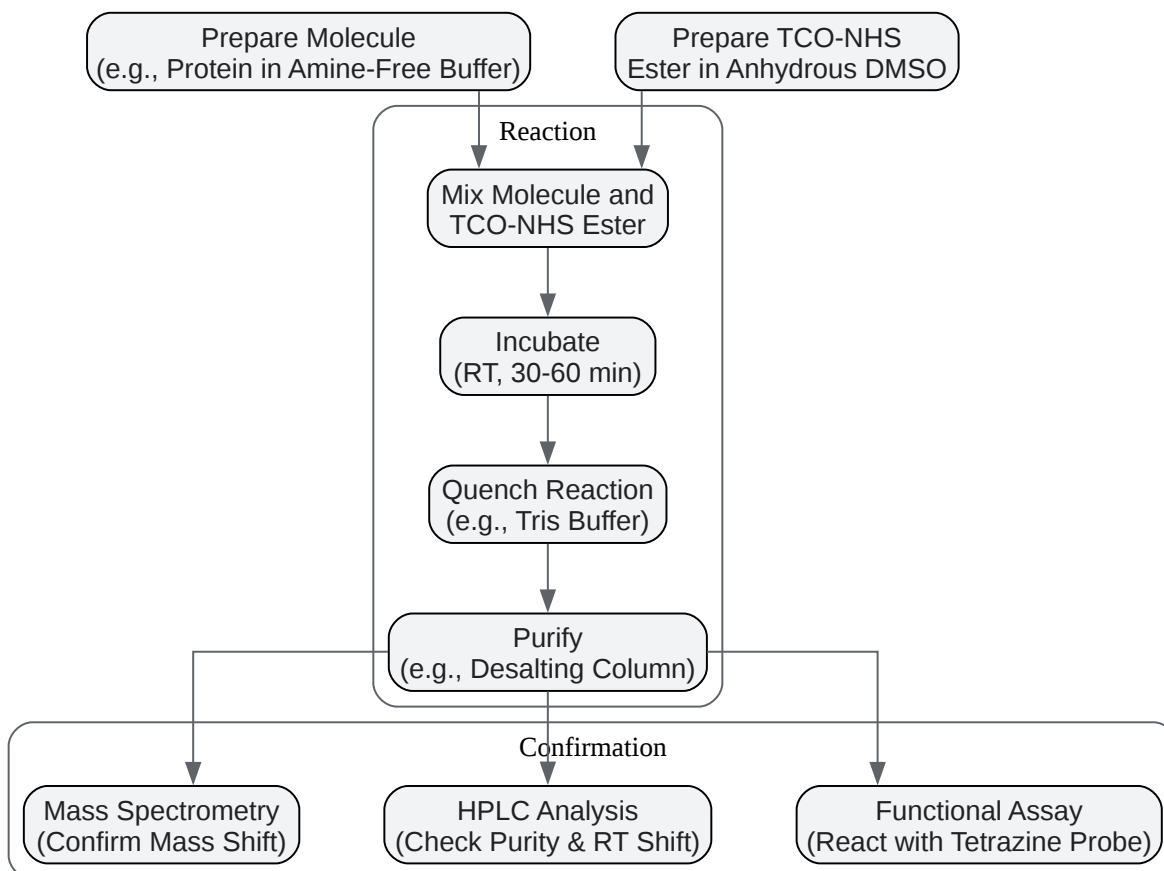 Prepare Molecule
(e.g., Protein in Amine-Free Buffer)
Prepare TCO-NHS
Ester in Anhydrous DMSO
Reaction
Mix Molecule and
TCO-NHS Ester
Incubate
(RT, 30-60 min)
Quench Reaction
(e.g., Tris Buffer)
Purify
(e.g., Desalting Column)
Confirmation
Mass Spectrometry
(Confirm Mass Shift)
HPLC Analysis
(Check Purity & RT Shift)
Functional Assay
(React with Tetrazine Probe)